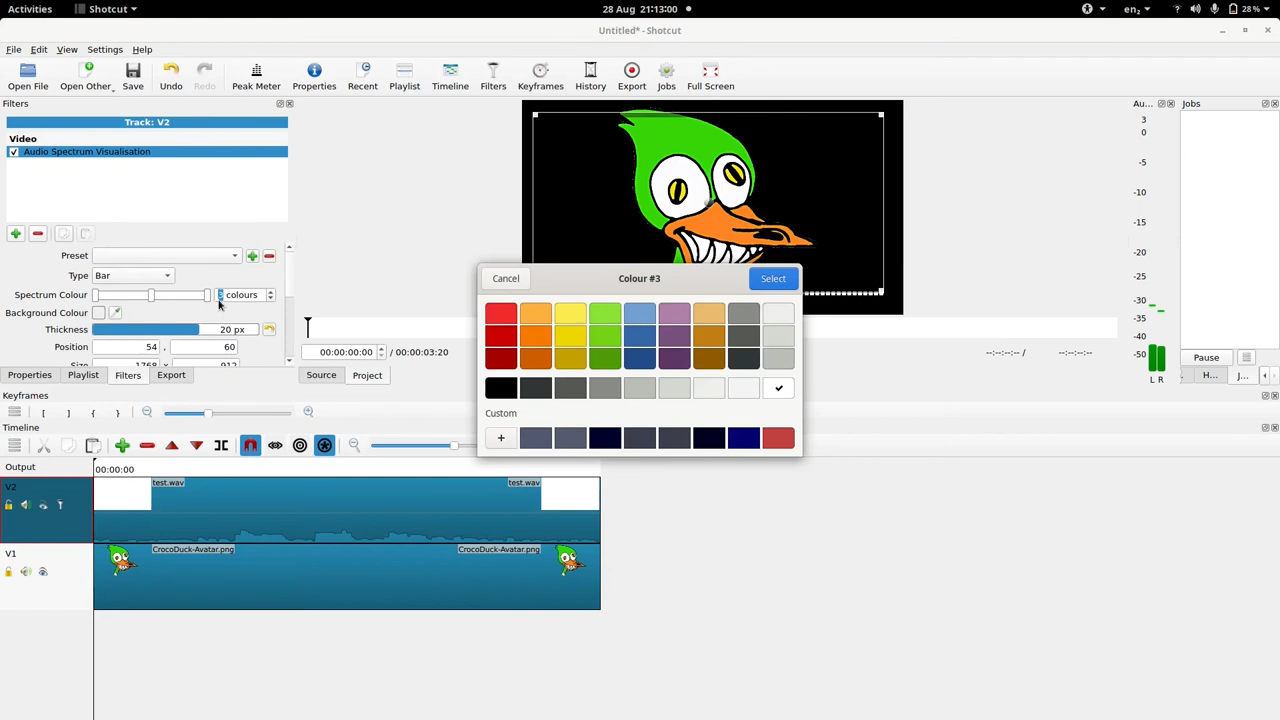 Activities Shotcut 28 Aug 21:13:00 en₂ 28%
Untitled* - Shotcut
File Edit View Settings Help
Open File Open Other Save Undo Redo Peak Meter Properties Recent Playlist Timeline Filters Keyframes History Export Jobs Full Screen
Filters Au... Jobs
Track: V2
Video
Audio Spectrum Visualisation
Preset
Type Bar
Spectrum Colour 3 colours
Background Colour
Thickness 20 px
Position 54 , 60
Size 1768 x 912
3
0
-5
-10
-15
-20
-25
-30
-35
-40
-45
-50
L R
Cancel Colour #3 Select
Custom
+
00:00:00:00 / 00:00:03:20 --:--:--:-- / --:--:--:--
Pause
Properties Playlist Filters Export Source Project H... J...
Keyframes
Timeline
Output 00:00:00
V2 test.wav test.wav
V1 CrocoDuck-Avatar.png CrocoDuck-Avatar.png